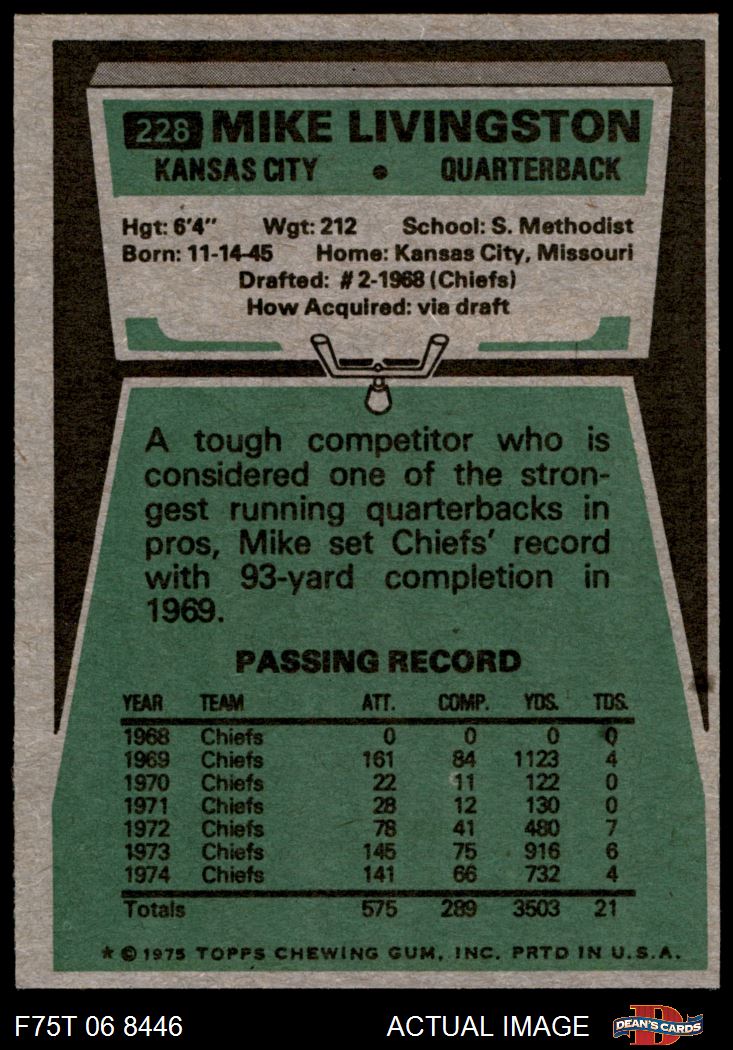 228 MIKE LIVINGSTON
KANSAS CITY • QUARTERBACK
Hgt: 6'4" Wgt: 212 School: S. Methodist
Born: 11-14-45 Home: Kansas City, Missouri
Drafted: #2-1968 (Chiefs)
How Acquired: via draft
A tough competitor who is
considered one of the stron-
gest running quarterbacks in
pros, Mike set Chiefs' record
with 93-yard completion in
1969.
PASSING RECORD
YEAR TEAM ATT. COMP. YDS. TDS.
1968 Chiefs 0 0 0 0
1969 Chiefs 161 84 1123 4
1970 Chiefs 22 11 122 0
1971 Chiefs 28 12 130 0
1972 Chiefs 78 41 480 7
1973 Chiefs 145 75 916 6
1974 Chiefs 141 66 732 4
Totals 575 289 3503 21
* © 1975 TOPPS CHEWING GUM, INC. PRTD IN U.S.A.
F75T 06 8446 ACTUAL IMAGE DEAN'S CARDS